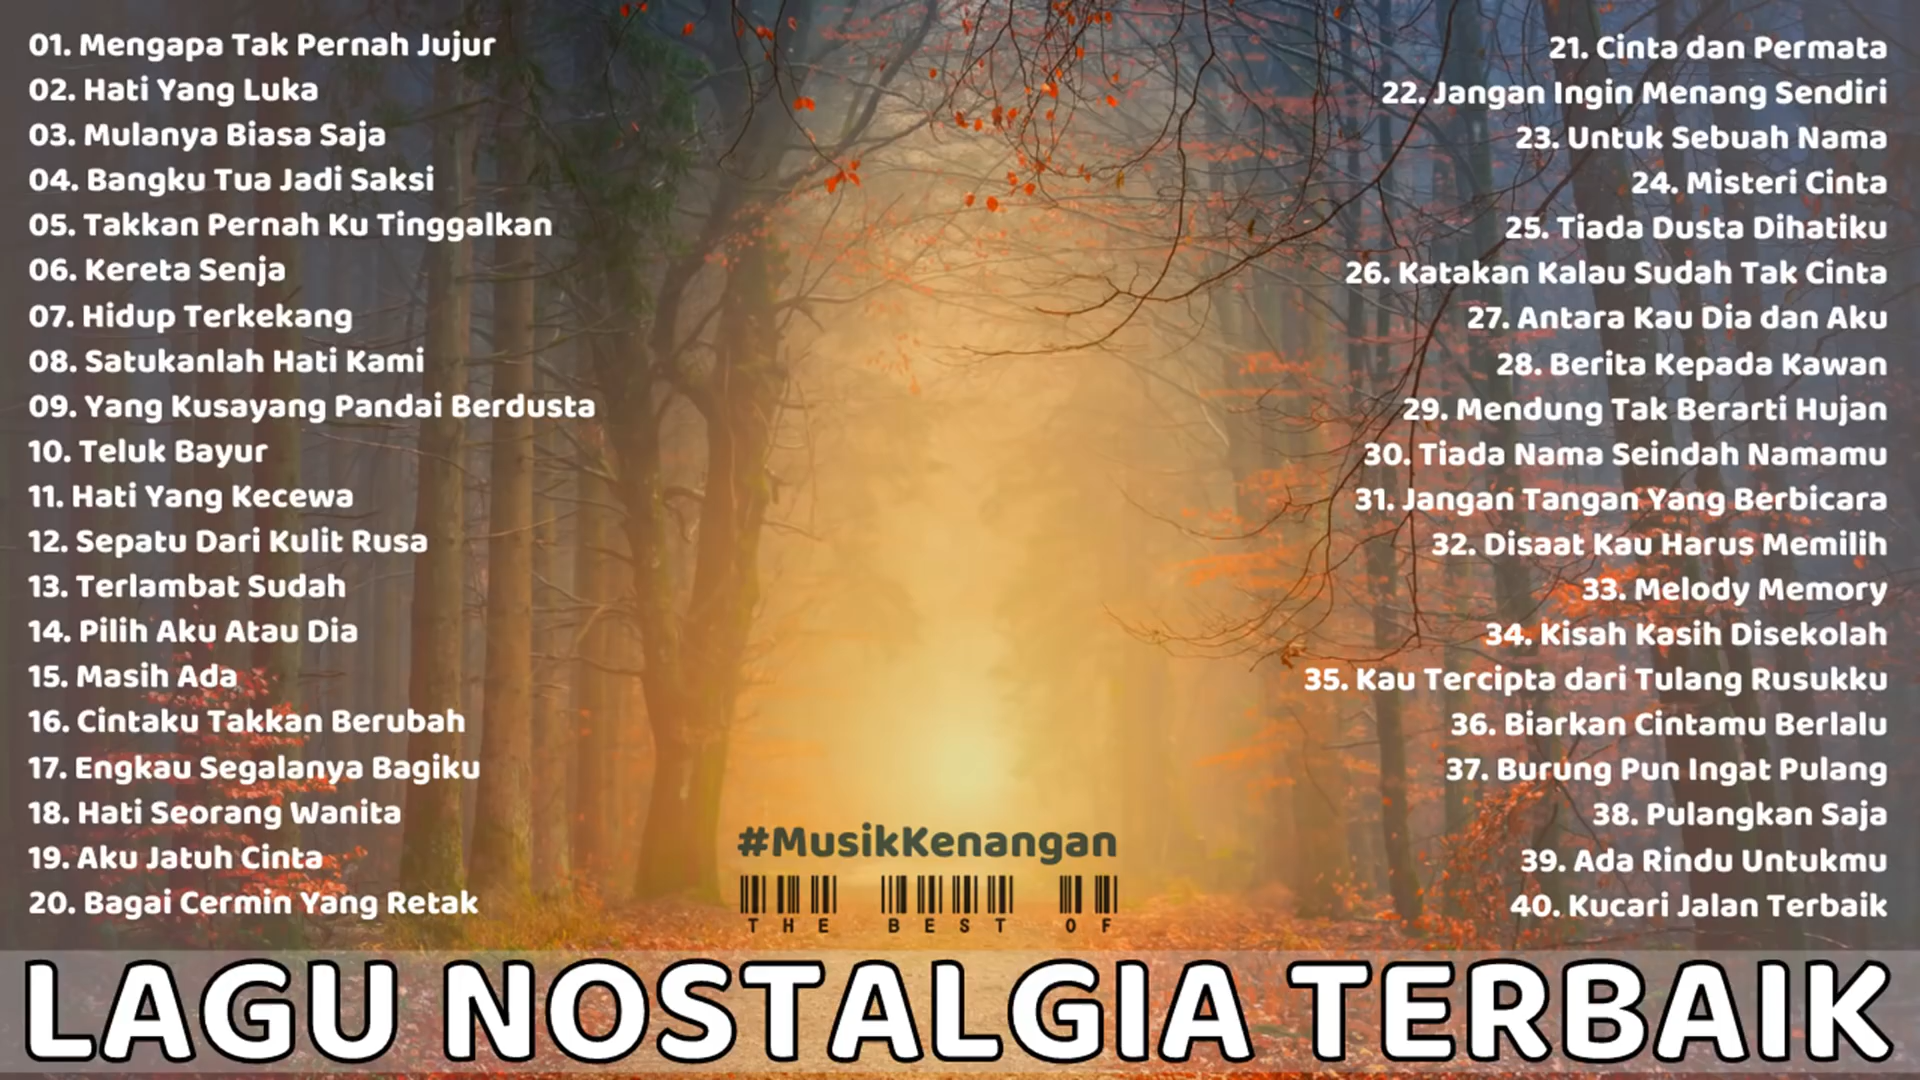 01. Mengapa Tak Pernah Jujur
02. Hati Yang Luka
03. Mulanya Biasa Saja
04. Bangku Tua Jadi Saksi
05. Takkan Pernah Ku Tinggalkan
06. Kereta Senja
07. Hidup Terkekang
08. Satukanlah Hati Kami
09. Yang Kusayang Pandai Berdusta
10. Teluk Bayur
11. Hati Yang Kecewa
12. Sepatu Dari Kulit Rusa
13. Terlambat Sudah
14. Pilih Aku Atau Dia
15. Masih Ada
16. Cintaku Takkan Berubah
17. Engkau Segalanya Bagiku
18. Hati Seorang Wanita
19. Aku Jatuh Cinta
20. Bagai Cermin Yang Retak
21. Cinta dan Permata
22. Jangan Ingin Menang Sendiri
23. Untuk Sebuah Nama
24. Misteri Cinta
25. Tiada Dusta Dihatiku
26. Katakan Kalau Sudah Tak Cinta
27. Antara Kau Dia dan Aku
28. Berita Kepada Kawan
29. Mendung Tak Berarti Hujan
30. Tiada Nama Seindah Namamu
31. Jangan Tangan Yang Berbicara
32. Disaat Kau Harus Memilih
33. Melody Memory
34. Kisah Kasih Disekolah
35. Kau Tercipta dari Tulang Rusukku
36. Biarkan Cintamu Berlalu
37. Burung Pun Ingat Pulang
38. Pulangkan Saja
39. Ada Rindu Untukmu
40. Kucari Jalan Terbaik
#MusikKenangan
THE BEST OF
LAGU NOSTALGIA TERBAIK